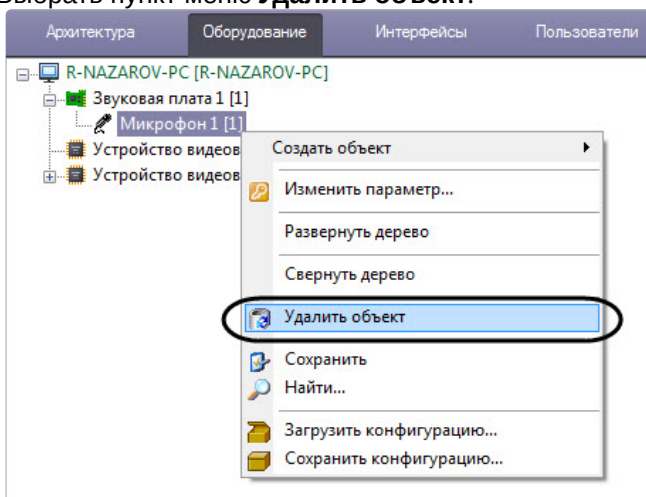 Выбрать пункт меню Удалить объект.
Архитектура Оборудование Интерфейсы Пользователи
R-NAZAROV-PC [R-NAZAROV-PC]
Звуковая плата 1 [1]
Микрофон 1 [1]
Устройство видеов
Устройство видеов
Создать объект
Изменить параметр...
Развернуть дерево
Свернуть дерево
Удалить объект
Сохранить
Найти...
Загрузить конфигурацию...
Сохранить конфигурацию...